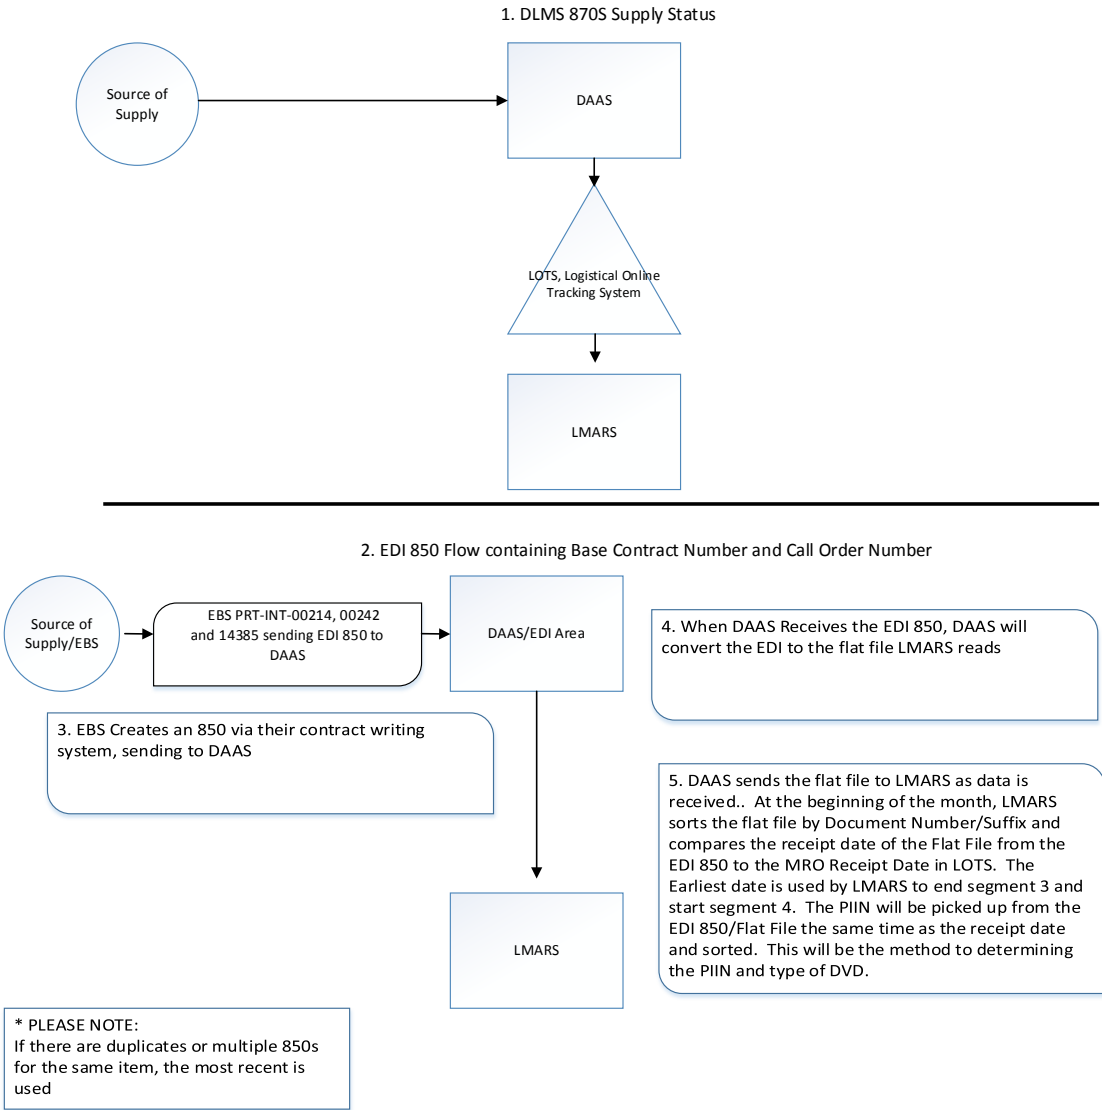 1. DLMS 870S Supply Status
Source of
Supply
DAAS
LOTS, Logistical Online
Tracking System
LMARS
2. EDI 850 Flow containing Base Contract Number and Call Order Number
Source of
Supply/EBS
EBS PRT-INT-00214, 00242
and 14385 sending EDI 850 to
DAAS
DAAS/EDI Area
4. When DAAS Receives the EDI 850, DAAS will
convert the EDI to the flat file LMARS reads
3. EBS Creates an 850 via their contract writing
system, sending to DAAS
5. DAAS sends the flat file to LMARS as data is
received.. At the beginning of the month, LMARS
sorts the flat file by Document Number/Suffix and
compares the receipt date of the Flat File from the
EDI 850 to the MRO Receipt Date in LOTS. The
Earliest date is used by LMARS to end segment 3 and
start segment 4. The PIIN will be picked up from the
EDI 850/Flat File the same time as the receipt date
and sorted. This will be the method to determining
the PIIN and type of DVD.
LMARS
* PLEASE NOTE:
If there are duplicates or multiple 850s
for the same item, the most recent is
used